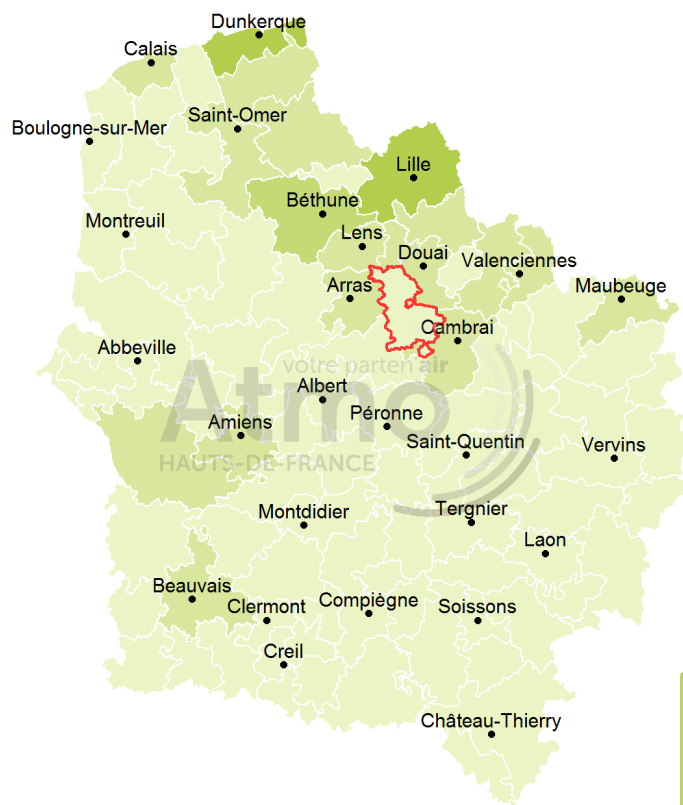 Dunkerque
Calais
Saint-Omer
Boulogne-sur-Mer
Lille
Béthune
Montreuil
Lens
Douai
Valenciennes
Arras
Maubeuge
Cambrai
Abbeville
votre partenair
Albert
Atmo
Péronne
Amiens
Saint-Quentin
Vervins
HAUTS-DE-FRANCE
Montdidier
Tergnier
Laon
Beauvais
Clermont
Compiègne
Soissons
Creil
Château-Thierry